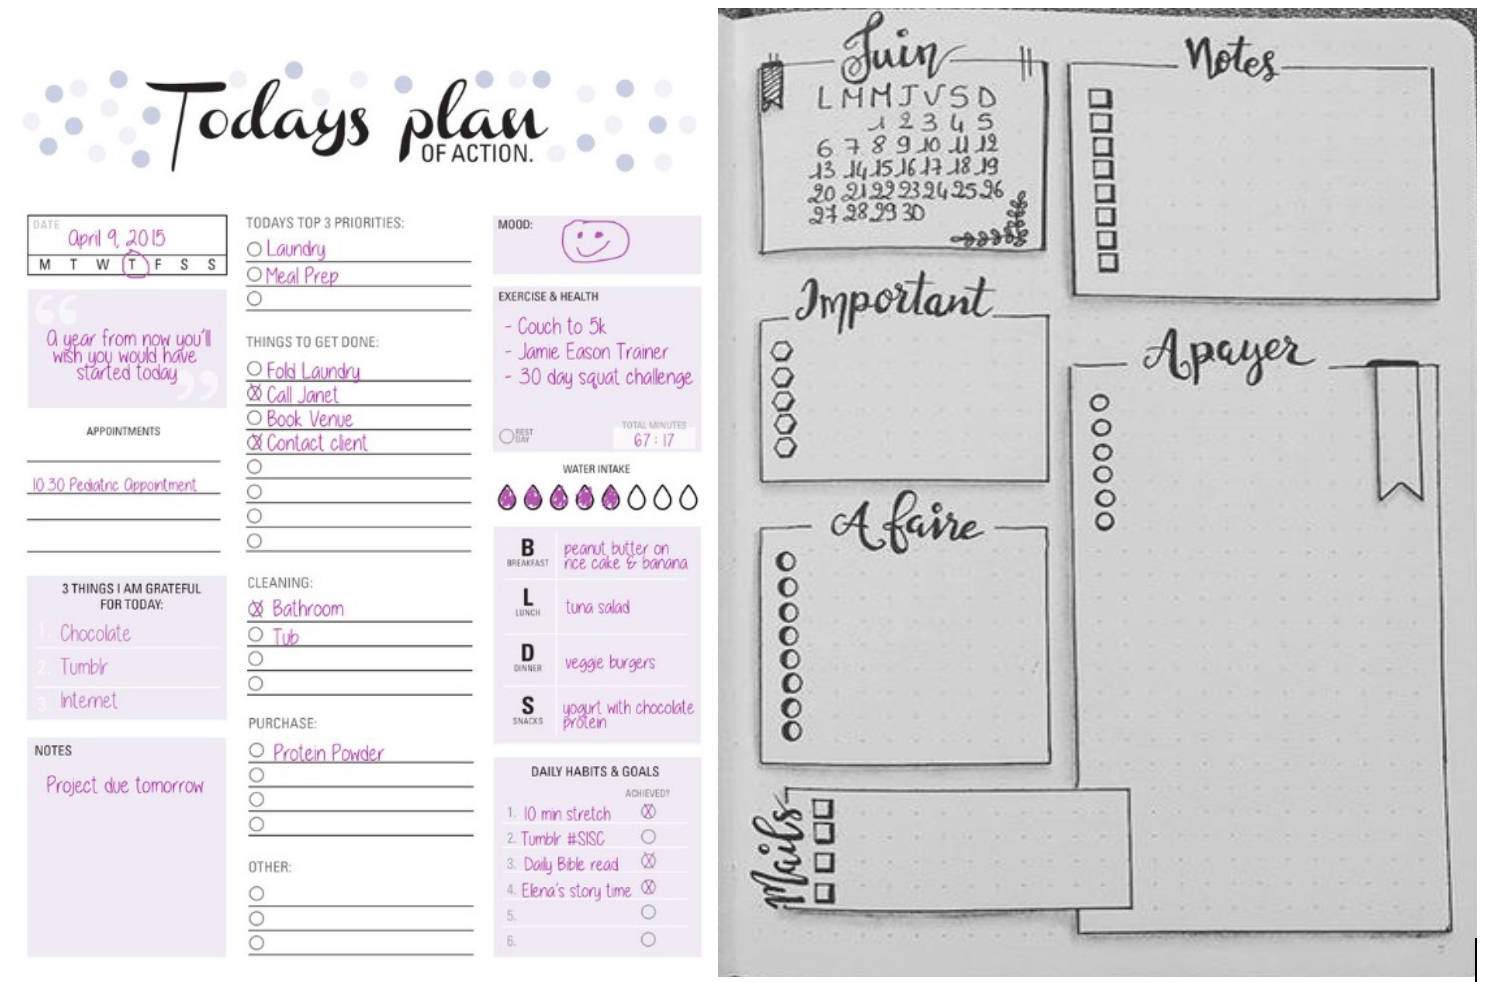 Todays plan
OF ACTION.
DATE
April 9, 2015
M T W T F S S
“
A year from now you'll
wish you would have
started today
”
APPOINTMENTS
10 30 Pediatric Appointment
3 THINGS I AM GRATEFUL
FOR TODAY:
1. Chocolate
2. Tumblr
3. Internet
NOTES
Project due tomorrow
TODAYS TOP 3 PRIORITIES:
Laundry
Meal Prep
THINGS TO GET DONE:
Fold Laundry
X Call Janet
Book Venue
X Contact client
CLEANING:
X Bathroom
Tub
PURCHASE:
Protein Powder
OTHER:
MOOD:
EXERCISE & HEALTH
- Couch to 5k
- Jamie Eason Trainer
- 30 day squat challenge
REST
DAY
TOTAL MINUTES
67 : 17
WATER INTAKE
B
BREAKFAST
peanut butter on
rice cake & banana
L
LUNCH
tuna salad
D
DINNER
veggie burgers
S
SNACKS
yogurt with chocolate
protein
DAILY HABITS & GOALS
ACHIEVED?
1. 10 min stretch X
2. Tumblr #SISC
3. Daily Bible read X
4. Elena's story time X
5.
6.
Juin
L M M J V S D
1 2 3 4 5
6 7 8 9 10 11 12
13 14 15 16 17 18 19
20 21 22 23 24 25 26
27 28 29 30
Important
A faire
Mails
Notes
A payer